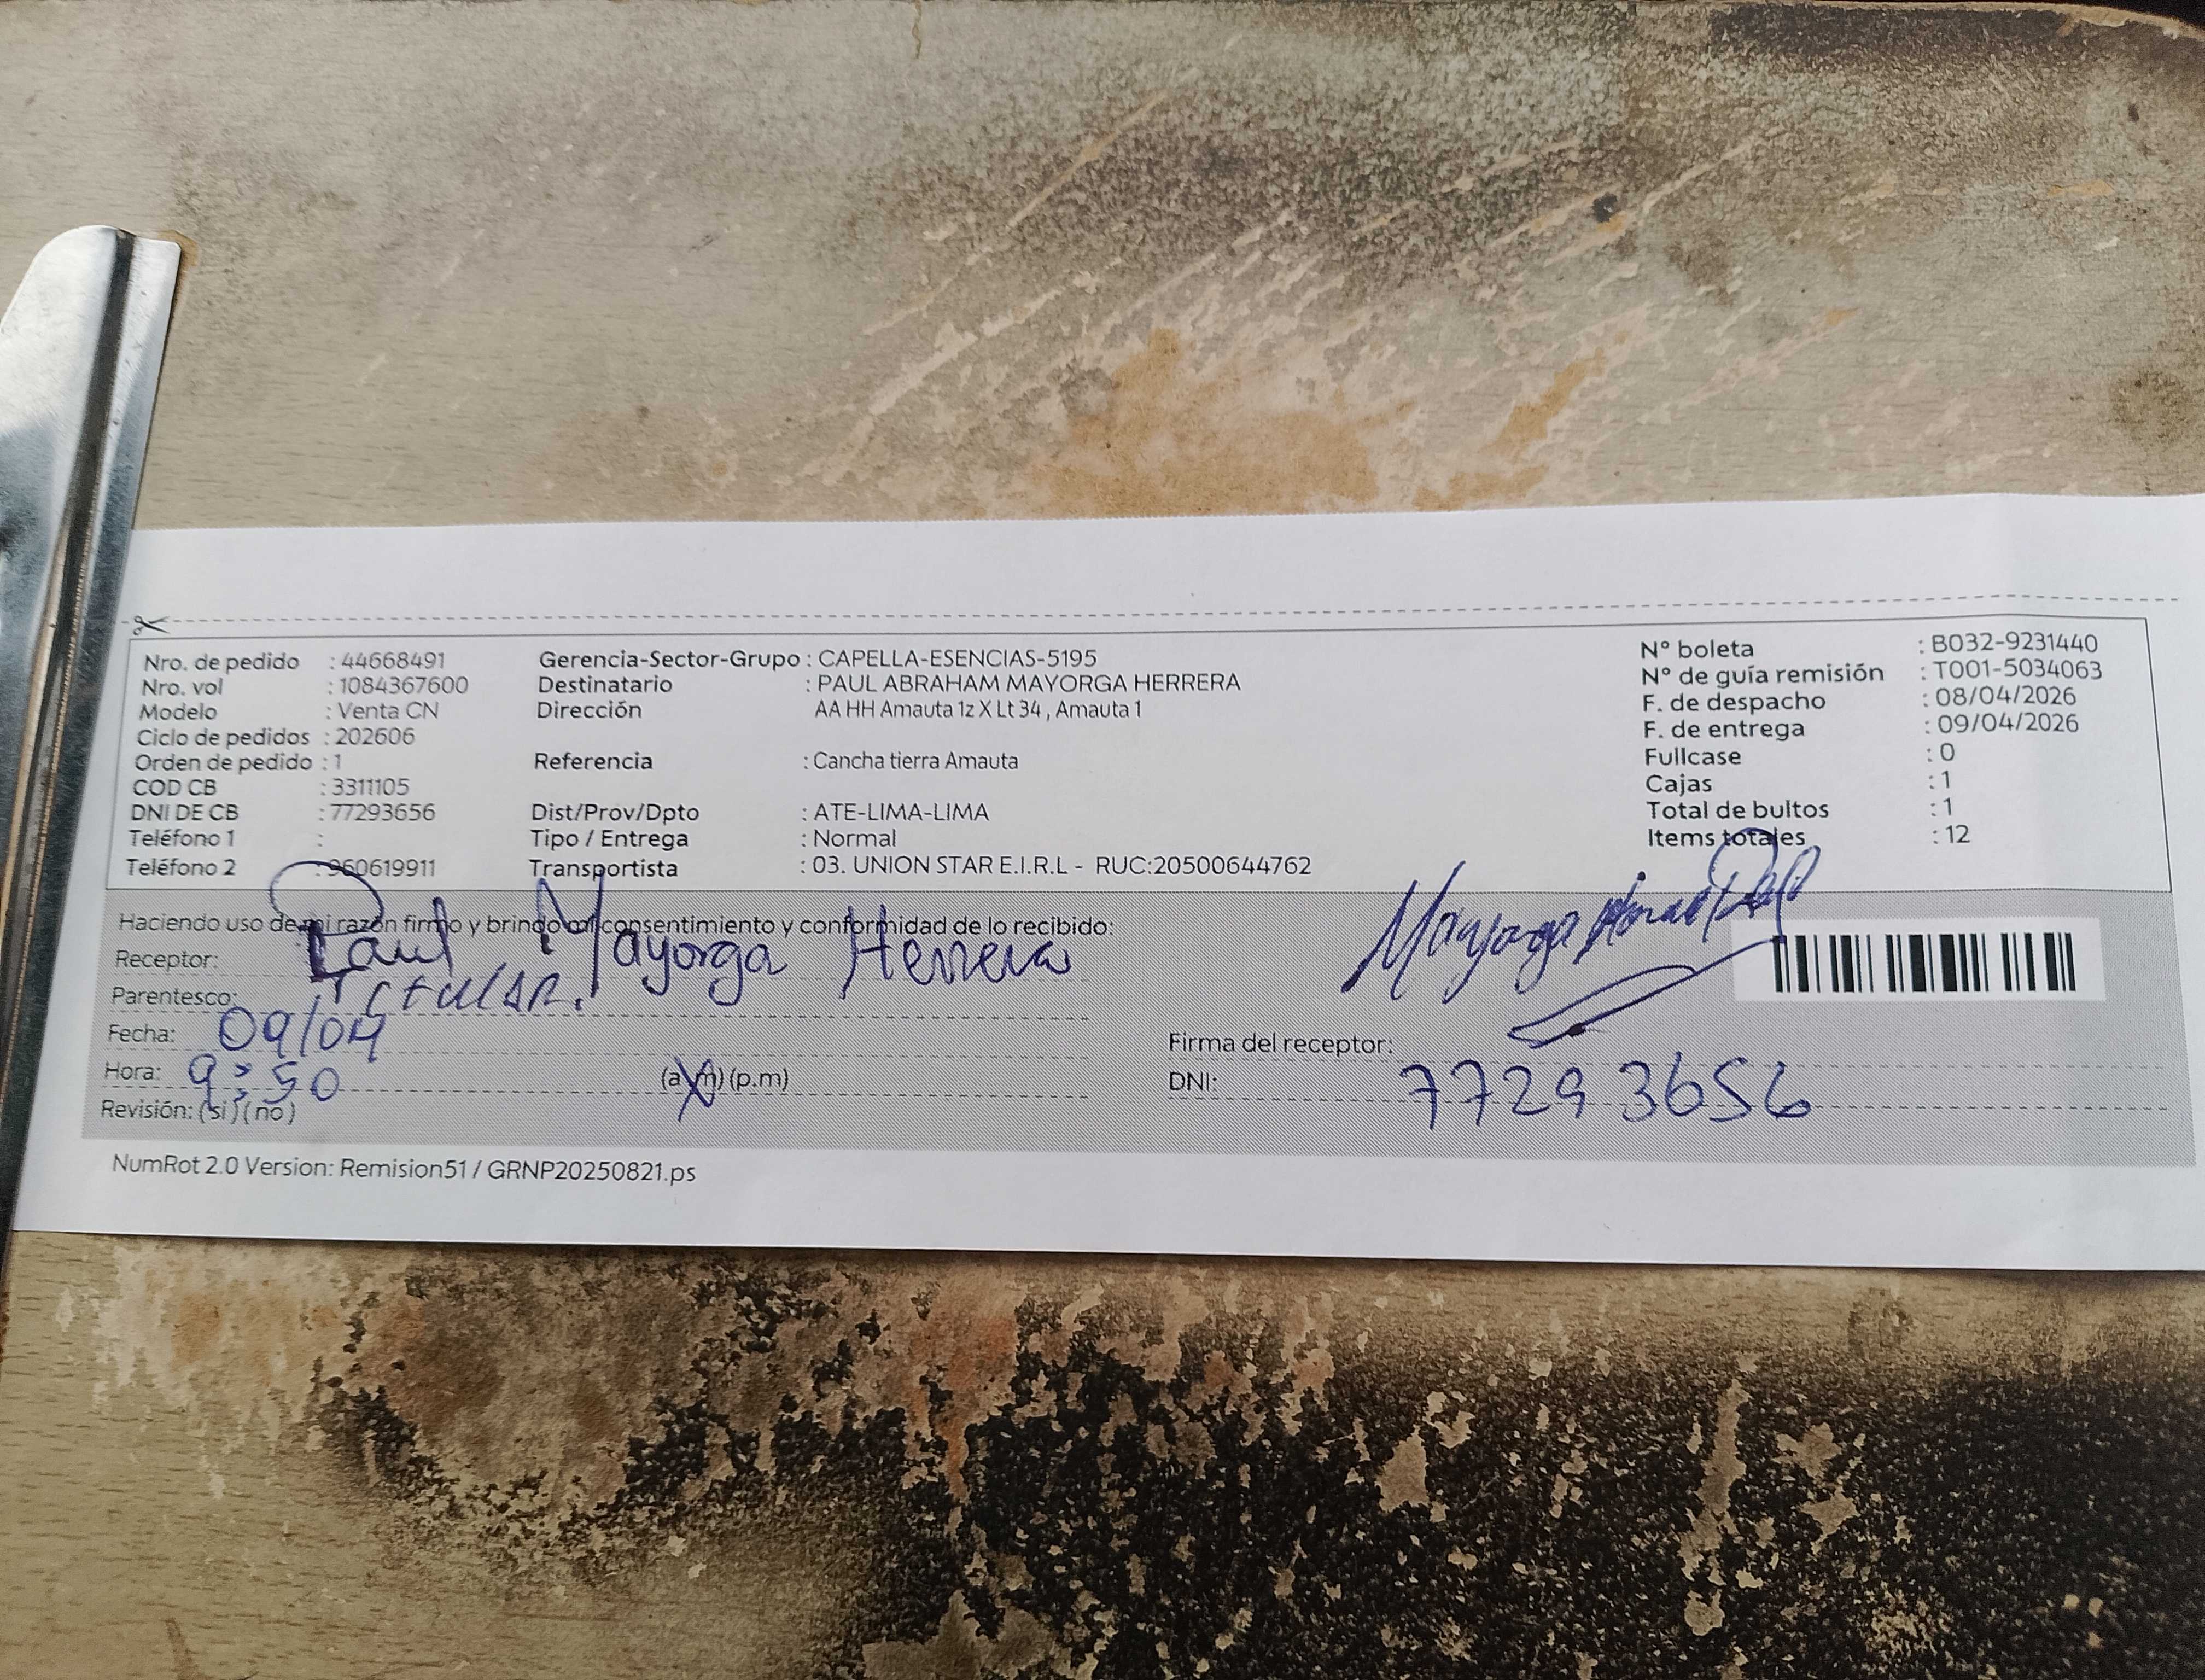 Nro. de pedido : 44668491 Gerencia-Sector-Grupo : CAPELLA-ESENCIAS-5195 N° boleta : B032-9231440
Nro. vol : 1084367600 Destinatario : PAUL ABRAHAM MAYORGA HERRERA N° de guía remisión : T001-5034063
Modelo : Venta CN Dirección AA HH Amauta 1z X Lt 34 , Amauta 1 F. de despacho : 08/04/2026
Ciclo de pedidos : 202606 F. de entrega : 09/04/2026
Orden de pedido : 1 Referencia : Cancha tierra Amauta Fullcase : 0
COD CB : 3311105 Cajas : 1
DNI DE CB : 77293656 Dist/Prov/Dpto : ATE-LIMA-LIMA Total de bultos : 1
Teléfono 1 : Tipo / Entrega : Normal Items totales : 12
Teléfono 2 : 960619911 Transportista : 03. UNION STAR E.I.R.L - RUC:20500644762
Haciendo uso de mi razón firmo y brindo mi consentimiento y conformidad de lo recibido:
Receptor: Paul Mayorga Herrera Mayorga
Parentesco: Titular.
Fecha: 09/04 Firma del receptor:
Hora: 9:50 (a.m) (p.m) DNI: 77293656
Revisión: (si) (no)
NumRot 2.0 Version: Remision51 / GRNP20250821.ps